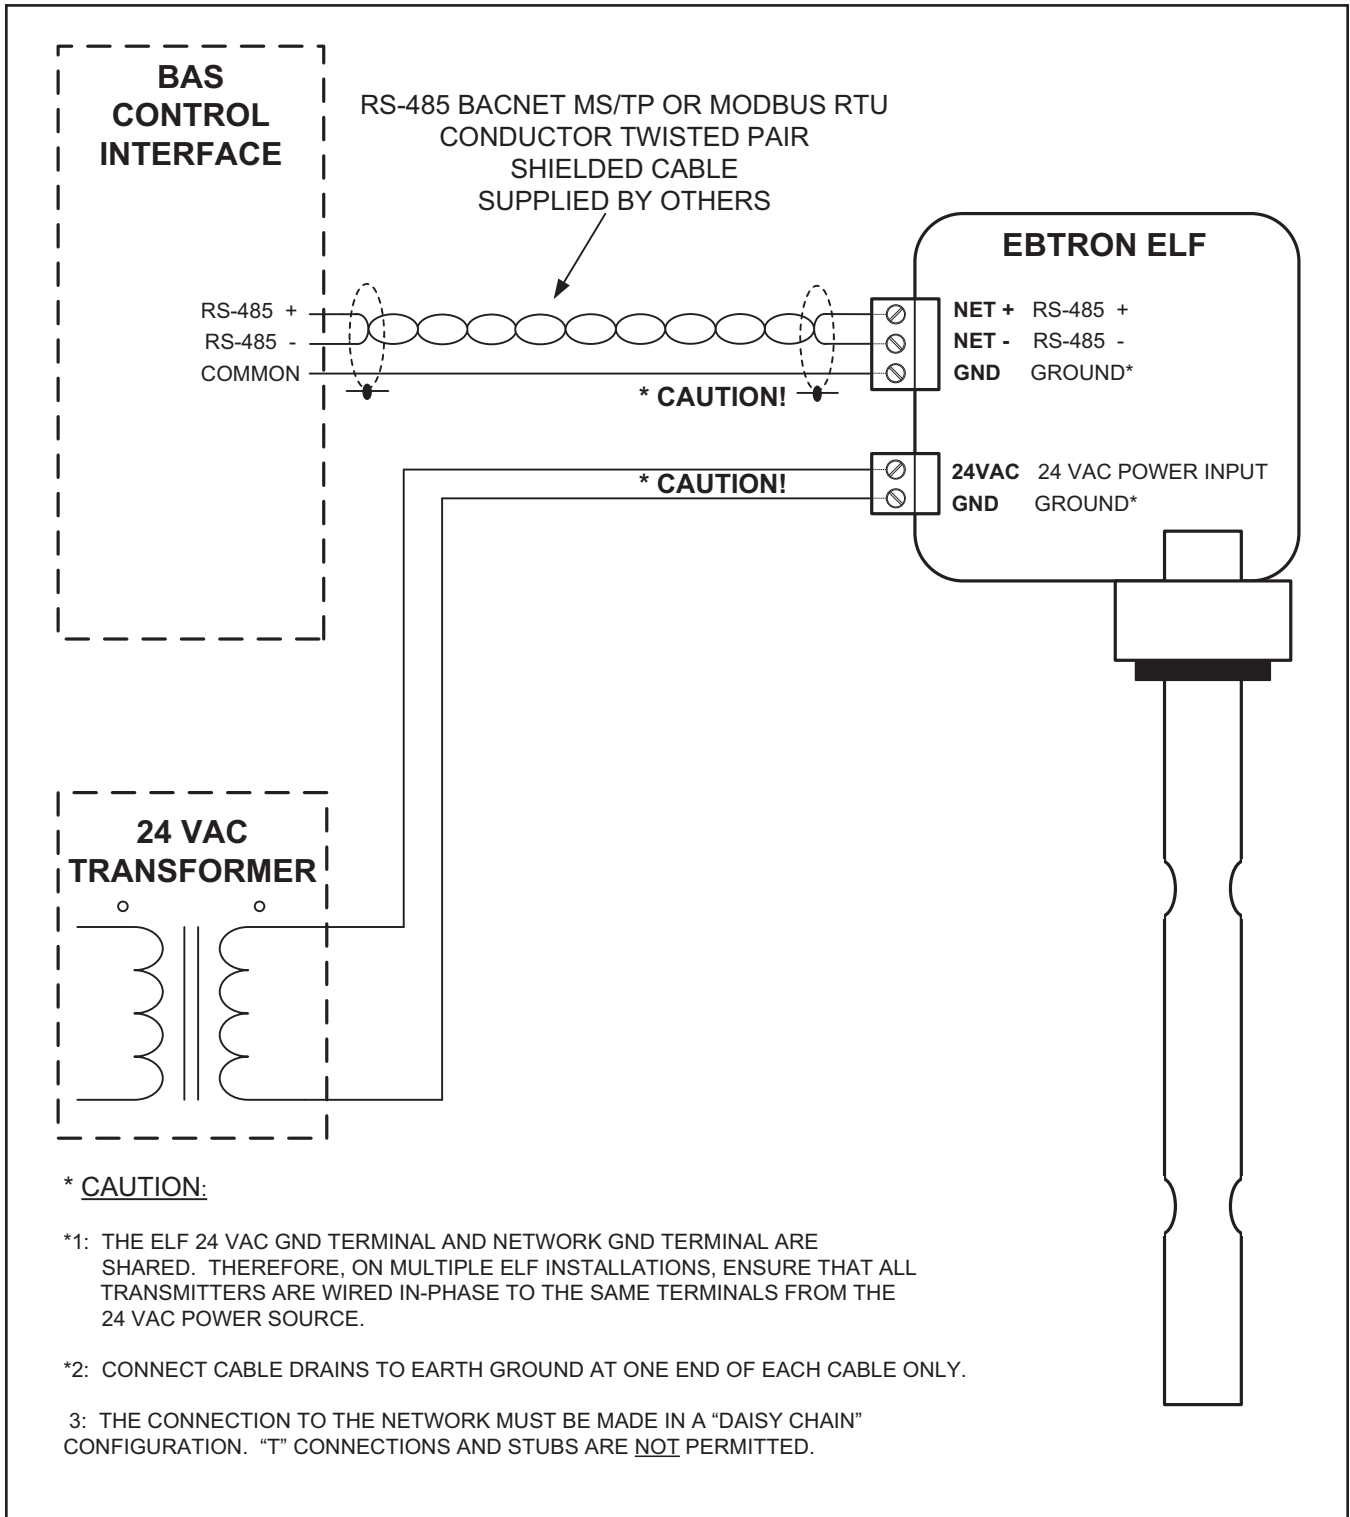 BAS
CONTROL
INTERFACE
RS-485 BACNET MS/TP OR MODBUS RTU
CONDUCTOR TWISTED PAIR
SHIELDED CABLE
SUPPLIED BY OTHERS
EBTRON ELF
RS-485 +
RS-485 -
COMMON
NET + RS-485 +
NET - RS-485 -
GND GROUND*
* CAUTION!
* CAUTION!
24VAC 24 VAC POWER INPUT
GND GROUND*
24 VAC
TRANSFORMER
* CAUTION:
*1: THE ELF 24 VAC GND TERMINAL AND NETWORK GND TERMINAL ARE
SHARED. THEREFORE, ON MULTIPLE ELF INSTALLATIONS, ENSURE THAT ALL
TRANSMITTERS ARE WIRED IN-PHASE TO THE SAME TERMINALS FROM THE
24 VAC POWER SOURCE.
*2: CONNECT CABLE DRAINS TO EARTH GROUND AT ONE END OF EACH CABLE ONLY.
3: THE CONNECTION TO THE NETWORK MUST BE MADE IN A “DAISY CHAIN”
CONFIGURATION. “T” CONNECTIONS AND STUBS ARE NOT PERMITTED.